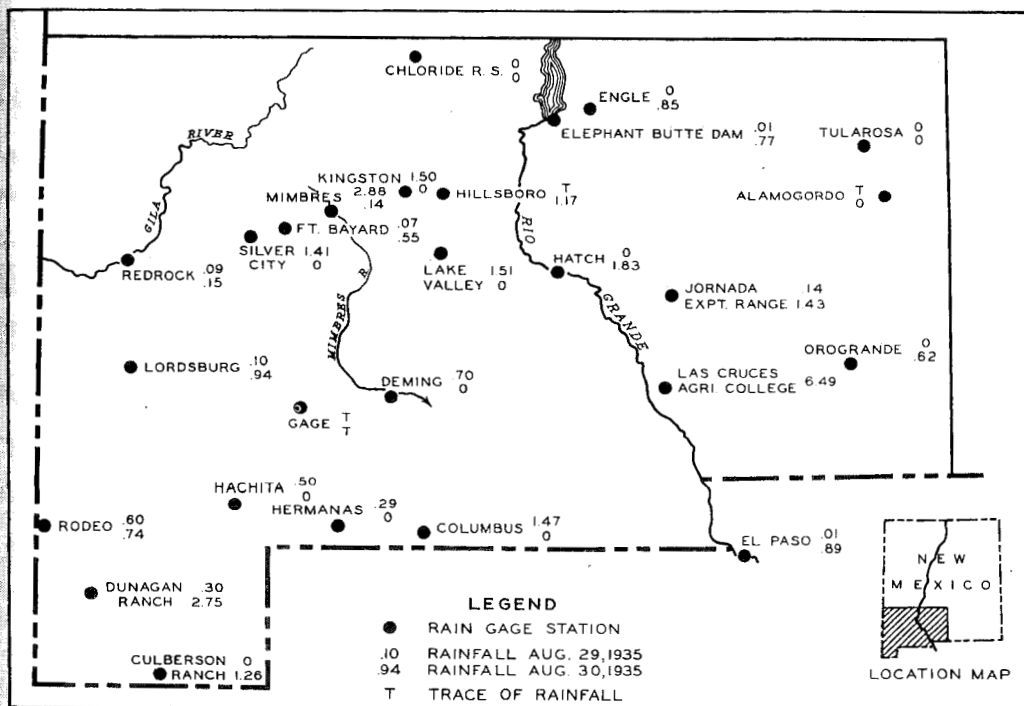 CHLORIDE R. S. 0
0
ENGLE 0
.85
ELEPHANT BUTTE DAM .01
.77
TULAROSA 0
0
RIVER
GILA
KINGSTON 1.50
0
MIMBRES 2.88
.14
HILLSBORO T
1.17
ALAMOGORDO T
0
FT. BAYARD .07
.55
SILVER 1.41
CITY 0
RIO
GRANDE
REDROCK .09
.15
LAKE 1.51
VALLEY 0
HATCH 0
1.83
MIMBRES R.
JORNADA .14
EXPT. RANGE 1.43
LORDSBURG .10
.94
OROGRANDE 0
.62
DEMING .70
0
LAS CRUCES
AGRI. COLLEGE 6.49
GAGE T
T
HACHITA .50
0
HERMANAS .29
0
RODEO .60
.74
COLUMBUS 1.47
0
EL PASO .01
.89
NEW
MEXICO
DUNAGAN .30
RANCH 2.75
LEGEND
RAIN GAGE STATION
.10 RAINFALL AUG. 29,1935
.94 RAINFALL AUG. 30,1935
T TRACE OF RAINFALL
CULBERSON 0
RANCH 1.26
LOCATION MAP